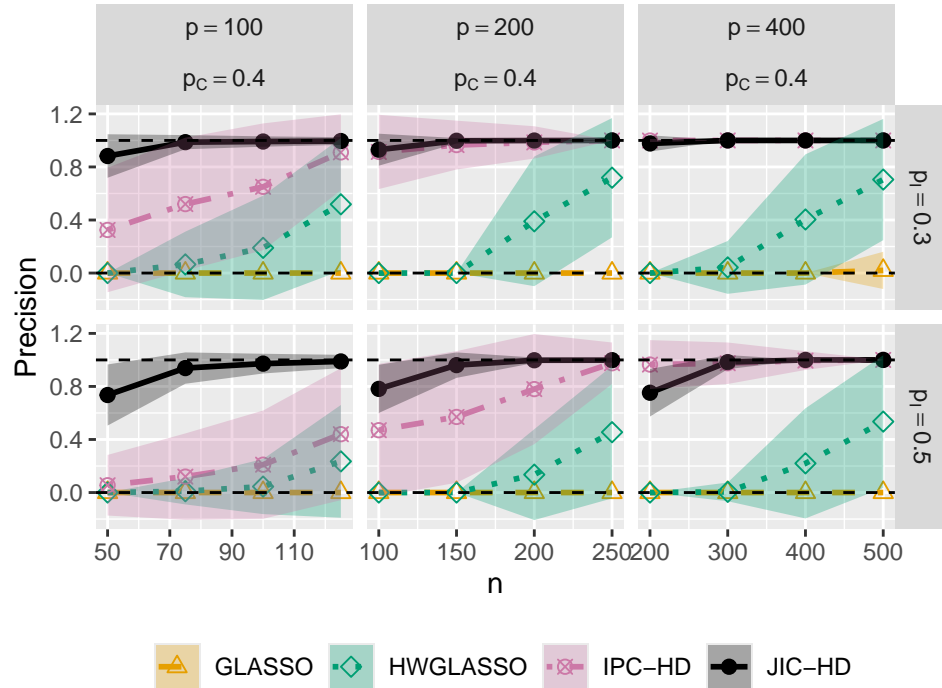 p = 100 p = 200 p = 400
p_C = 0.4 p_C = 0.4 p_C = 0.4
1.2
0.8
0.4
0.0
p_I = 0.3
Precision
1.2
0.8
0.4
0.0
p_I = 0.5
50 70 90 110 100 150 200 250 200 300 400 500
n
GLASSO HWGLASSO IPC−HD JIC−HD